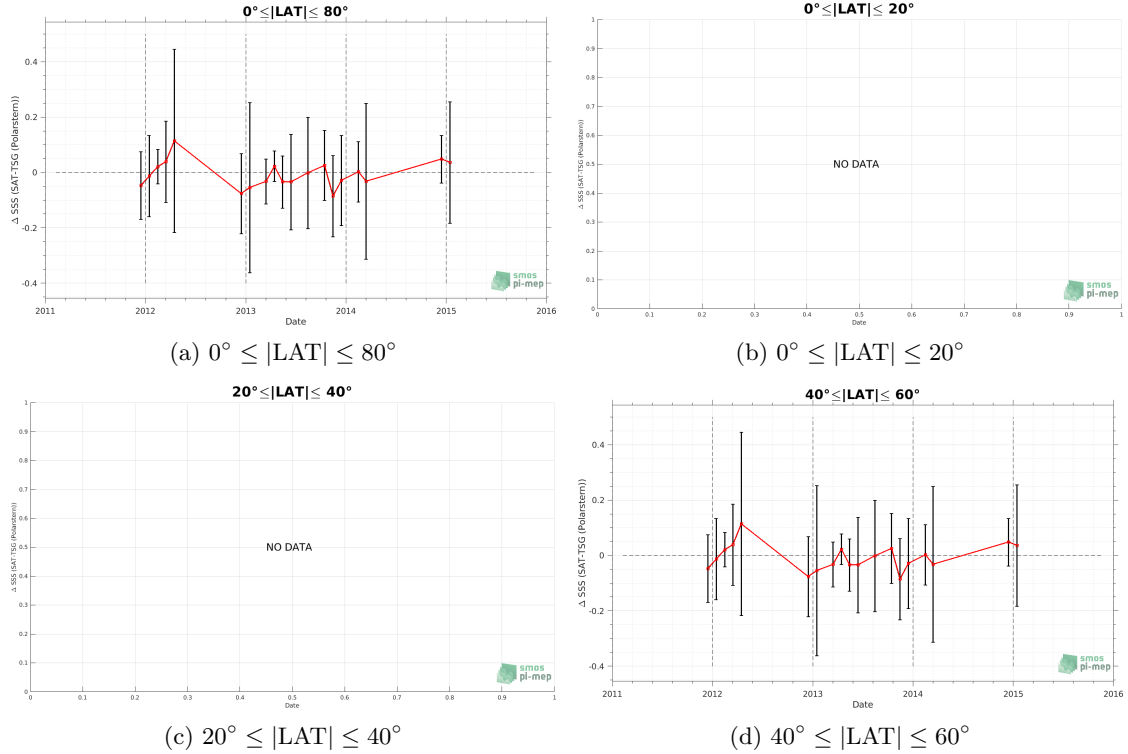 0°≤|LAT|≤ 80°
Δ SSS (SAT-TSG (Polarstern))
0.4
0.2
0
-0.2
-0.4
2011 2012 2013 2014 2015 2016
Date
smos
pi-mep
(a) 0° ≤ |LAT| ≤ 80°
0°≤|LAT|≤ 20°
Δ SSS (SAT-TSG (Polarstern))
1
0.9
0.8
0.7
0.6
0.5
0.4
0.3
0.2
0.1
0
NO DATA
0 0.1 0.2 0.3 0.4 0.5 0.6 0.7 0.8 0.9 1
Date
smos
pi-mep
(b) 0° ≤ |LAT| ≤ 20°
20°≤|LAT|≤ 40°
Δ SSS (SAT-TSG (Polarstern))
1
0.9
0.8
0.7
0.6
0.5
0.4
0.3
0.2
0.1
0
NO DATA
0 0.1 0.2 0.3 0.4 0.5 0.6 0.7 0.8 0.9 1
Date
smos
pi-mep
(c) 20° ≤ |LAT| ≤ 40°
40°≤|LAT|≤ 60°
Δ SSS (SAT-TSG (Polarstern))
0.4
0.2
0
-0.2
-0.4
2011 2012 2013 2014 2015 2016
Date
smos
pi-mep
(d) 40° ≤ |LAT| ≤ 60°